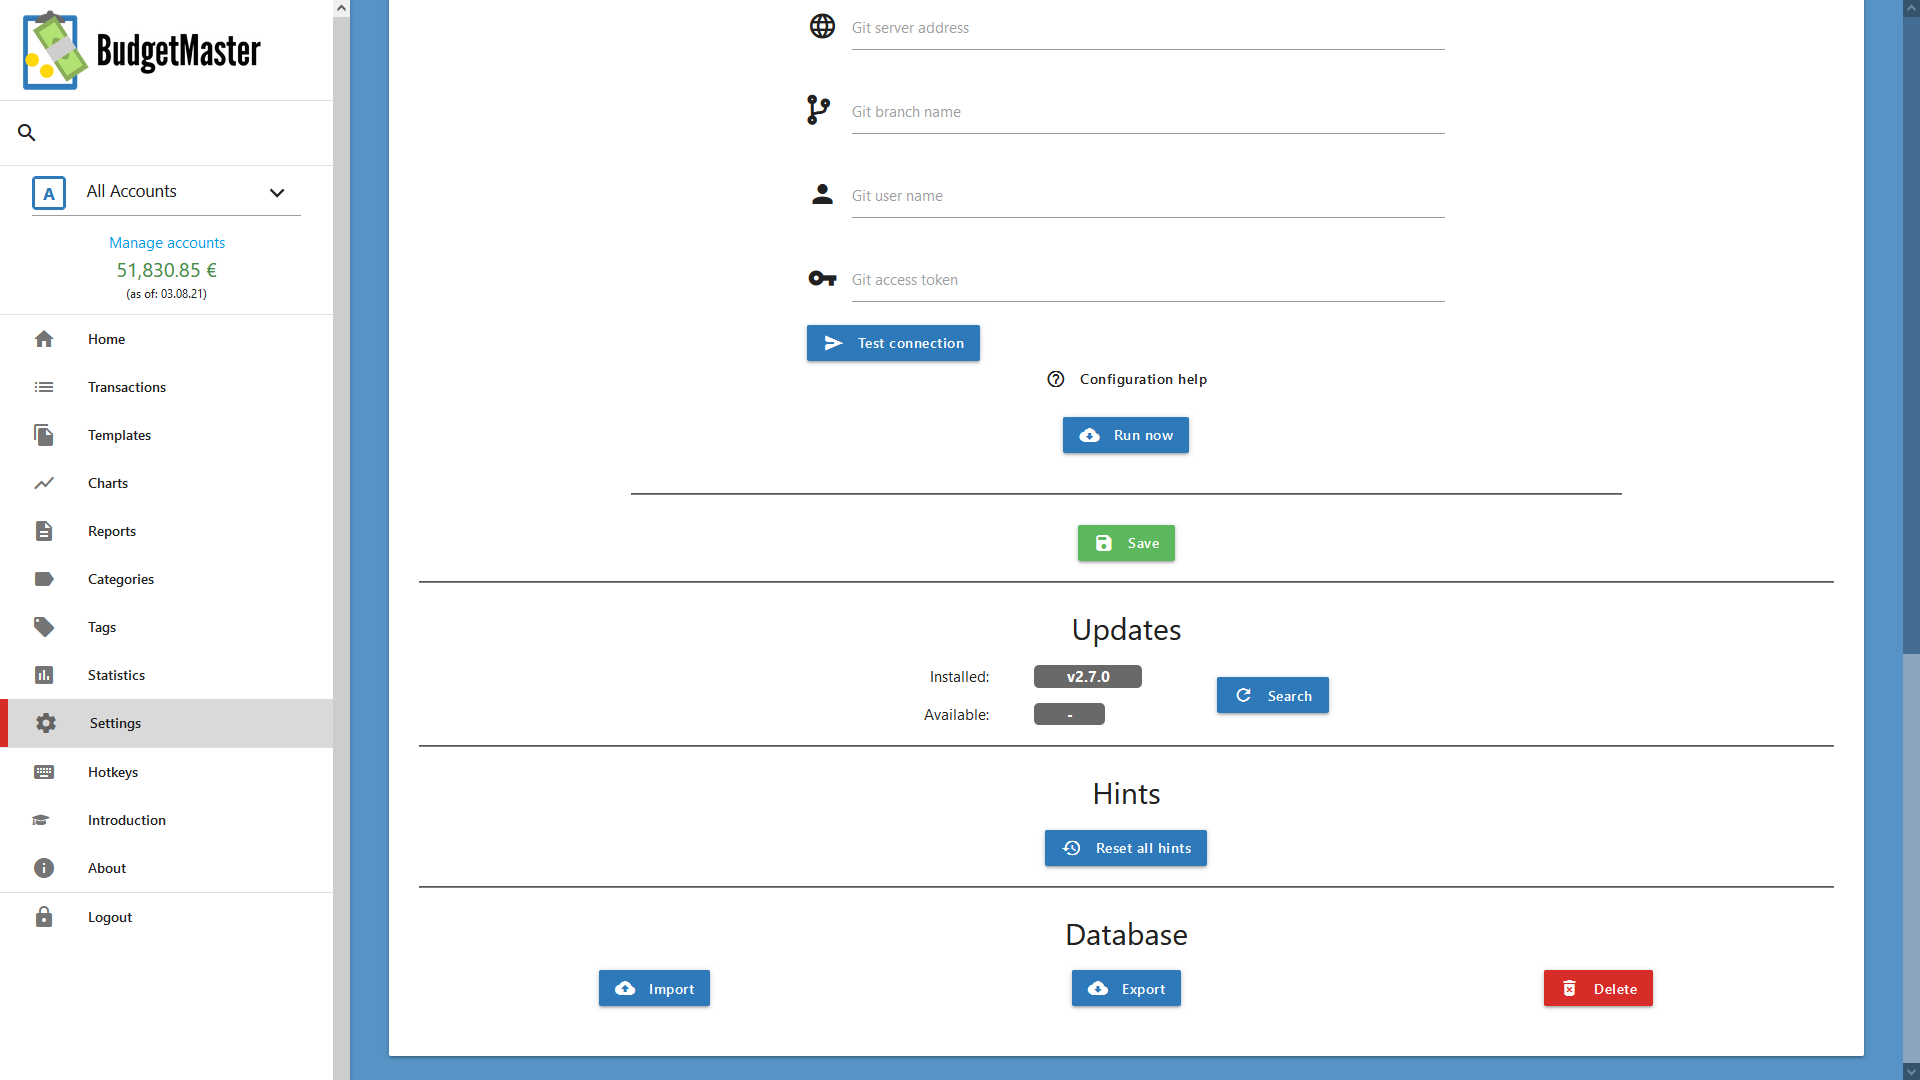 BudgetMaster
A
All Accounts
Manage accounts
51,830.85 €
(as of: 03.08.21)
Home
Transactions
Templates
Charts
Reports
Categories
Tags
Statistics
Settings
Hotkeys
Introduction
About
Logout
Git server address
Git branch name
Git user name
Git access token
Test connection
Configuration help
Run now
Save
Updates
Installed: v2.7.0
Search
Available: -
Hints
Reset all hints
Database
Import Export Delete